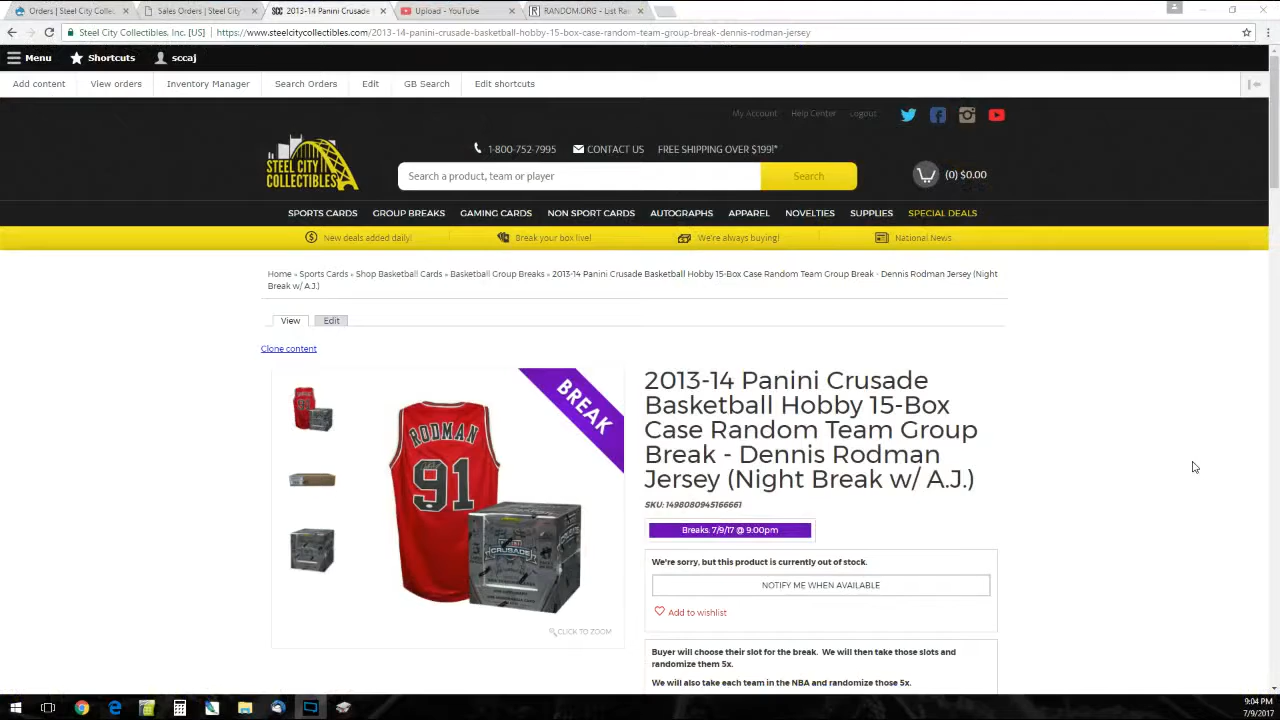 Orders | Steel City Collectib
Sales Orders | Steel City
SCC 2013-14 Panini Crusade
Upload - YouTube
RANDOM.ORG - List Ra
Steel City Collectibles, Inc. [US] https://www.steelcitycollectibles.com/2013-14-panini-crusade-basketball-hobby-15-box-case-random-team-group-break-dennis-rodman-jersey
Menu Shortcuts sccaj
Add content View orders Inventory Manager Search Orders Edit GB Search Edit shortcuts
My Account Help Center Logout
1-800-752-7995 CONTACT US FREE SHIPPING OVER $199!*
STEEL CITY
COLLECTIBLES
Search a product, team or player Search (0) $0.00
SPORTS CARDS GROUP BREAKS GAMING CARDS NON SPORT CARDS AUTOGRAPHS APPAREL NOVELTIES SUPPLIES SPECIAL DEALS
New deals added daily! Break your box live! We're always buying! National News
Home » Sports Cards » Shop Basketball Cards » Basketball Group Breaks » 2013-14 Panini Crusade Basketball Hobby 15-Box Case Random Team Group Break - Dennis Rodman Jersey (Night
Break w/ A.J.)
View Edit
Clone content
BREAK
RODMAN
91
CRUSADE
CLICK TO ZOOM
2013-14 Panini Crusade
Basketball Hobby 15-Box
Case Random Team Group
Break - Dennis Rodman
Jersey (Night Break w/ A.J.)
SKU: 1498080945166661
Breaks: 7/9/17 @ 9:00pm
We're sorry, but this product is currently out of stock.
NOTIFY ME WHEN AVAILABLE
Add to wishlist
Buyer will choose their slot for the break. We will then take those slots and
randomize them 5x.
We will also take each team in the NBA and randomize those 5x.
9:04 PM
7/9/2017